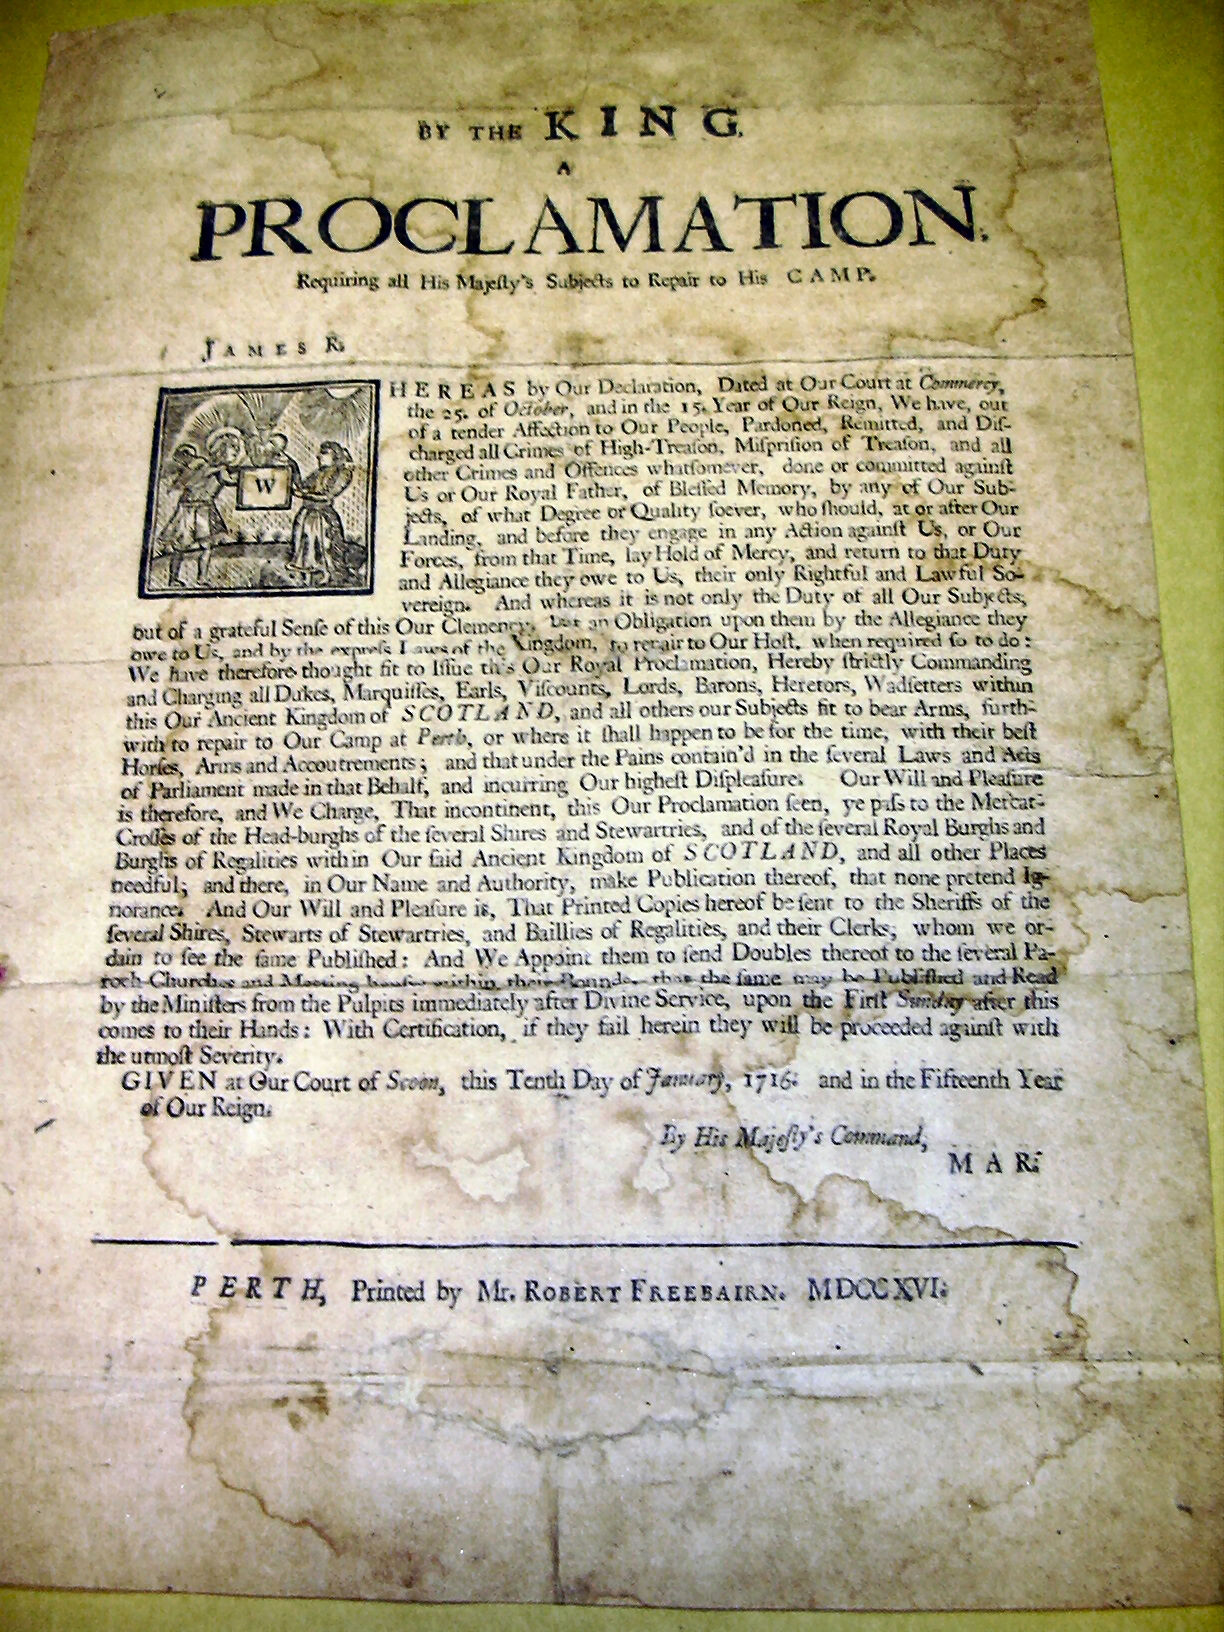 BY THE KING.
A
PROCLAMATION,
Requiring all His Majeſty's Subjects to Repair to His CAMP.
JAMES R.
WHEREAS by Our Declaration, Dated at Our Court at Commercy,
the 25. of October, and in the 15. Year of Our Reign, We have, out
of a tender Affection to Our People, Pardoned, Remitted, and Diſ-
charged all Crimes of High-Treaſon, Miſpriſion of Treaſon, and all
other Crimes and Offences whatſomever, done or committed againſt
Us or Our Royal Father, of Bleſſed Memory, by any of Our Sub-
jects, of what Degree or Quality ſoever, who ſhould, at or after Our
Landing, and before they engage in any Action againſt Us, or Our
Forces, from that Time, lay Hold of Mercy, and return to that Duty
and Allegiance they owe to Us, their only Rightful and Lawful So-
vereign. And whereas it is not only the Duty of all Our Subjects,
but of a grateful Senſe of this Our Clemency, but an Obligation upon them by the Allegiance they
owe to Us, and by the expreſs Laws of the Kingdom, to repair to Our Hoſt, when required ſo to do:
We have therefore thought fit to Iſſue this Our Royal Proclamation, Hereby ſtrictly Commanding
and Charging all Dukes, Marquiſſes, Earls, Viſcounts, Lords, Barons, Heretors, Wadſetters within
this Our Ancient Kingdom of SCOTLAND, and all others our Subjects fit to bear Arms, furth-
with to repair to Our Camp at Perth, or where it ſhall happen to be for the time, with their beſt
Horſes, Arms and Accoutrements; and that under the Pains contain'd in the ſeveral Laws and Acts
of Parliament made in that Behalf, and incurring Our higheſt Diſpleaſure. Our Will and Pleaſure
is therefore, and We Charge, That incontinent, this Our Proclamation ſeen, ye paſs to the Mercat-
Croſſes of the Head-burghs of the ſeveral Shires and Stewartries, and of the ſeveral Royal Burghs and
Burghs of Regalities within Our ſaid Ancient Kingdom of SCOTLAND, and all other Places
needful; and there, in Our Name and Authority, make Publication thereof, that none pretend Ig-
norance. And Our Will and Pleaſure is, That Printed Copies hereof be ſent to the Sheriffs of the
ſeveral Shires, Stewarts of Stewartries, and Baillies of Regalities, and their Clerks; whom we or-
dain to ſee the ſame Publiſhed: And We Appoint them to ſend Doubles thereof to the ſeveral Pa-
roch-Churches and Meeting houſes within their Bounds, that the ſame may be Publiſhed and Read
by the Miniſters from the Pulpits immediately after Divine Service, upon the Firſt Sunday after this
comes to their Hands: With Certification, if they fail herein they will be proceeded againſt with
the utmoſt Severity.
GIVEN at Our Court of Scoon, this Tenth Day of January, 1716. and in the Fifteenth Year
of Our Reign.
By His Majeſty's Command,
MAR.
PERTH, Printed by Mr. ROBERT FREEBAIRN. MDCCXVI.